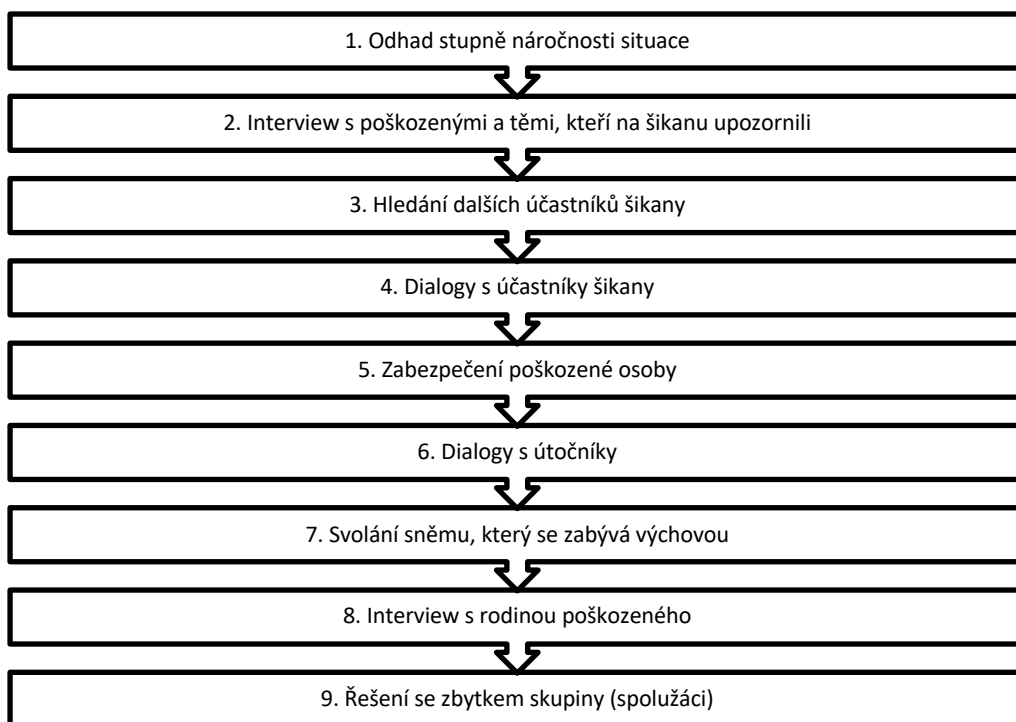 1. Odhad stupně náročnosti situace
2. Interview s poškozenými a těmi, kteří na šikanu upozornili
3. Hledání dalších účastníků šikany
4. Dialogy s účastníky šikany
5. Zabezpečení poškozené osoby
6. Dialogy s útočníky
7. Svolání sněmu, který se zabývá výchovou
8. Interview s rodinou poškozeného
9. Řešení se zbytkem skupiny (spolužáci)